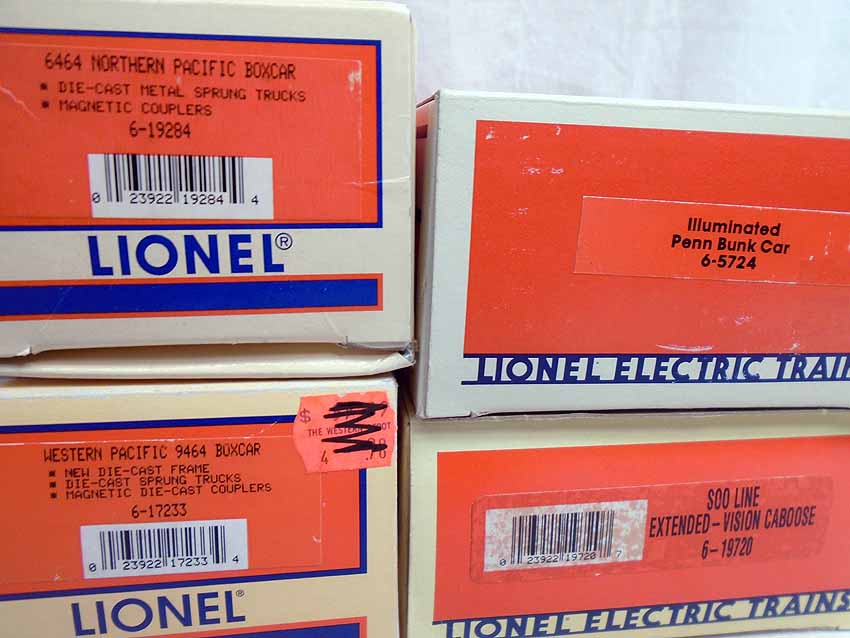 6464 NORTHERN PACIFIC BOXCAR
▪ DIE-CAST METAL SPRUNG TRUCKS
▪ MAGNETIC COUPLERS
6-19284
0 23922 19284 4
LIONEL®
Illuminated
Penn Bunk Car
6-5724
LIONEL ELECTRIC TRAINS
WESTERN PACIFIC 9464 BOXCAR
▪ NEW DIE-CAST FRAME
▪ DIE-CAST SPRUNG TRUCKS
▪ MAGNETIC DIE-CAST COUPLERS
6-17233
0 23922 17233 4
LIONEL®
$
THE WESTERN
4
SOO LINE
EXTENDED-VISION CABOOSE
6-19720
0 23922 19720 7
LIONEL ELECTRIC TRAINS